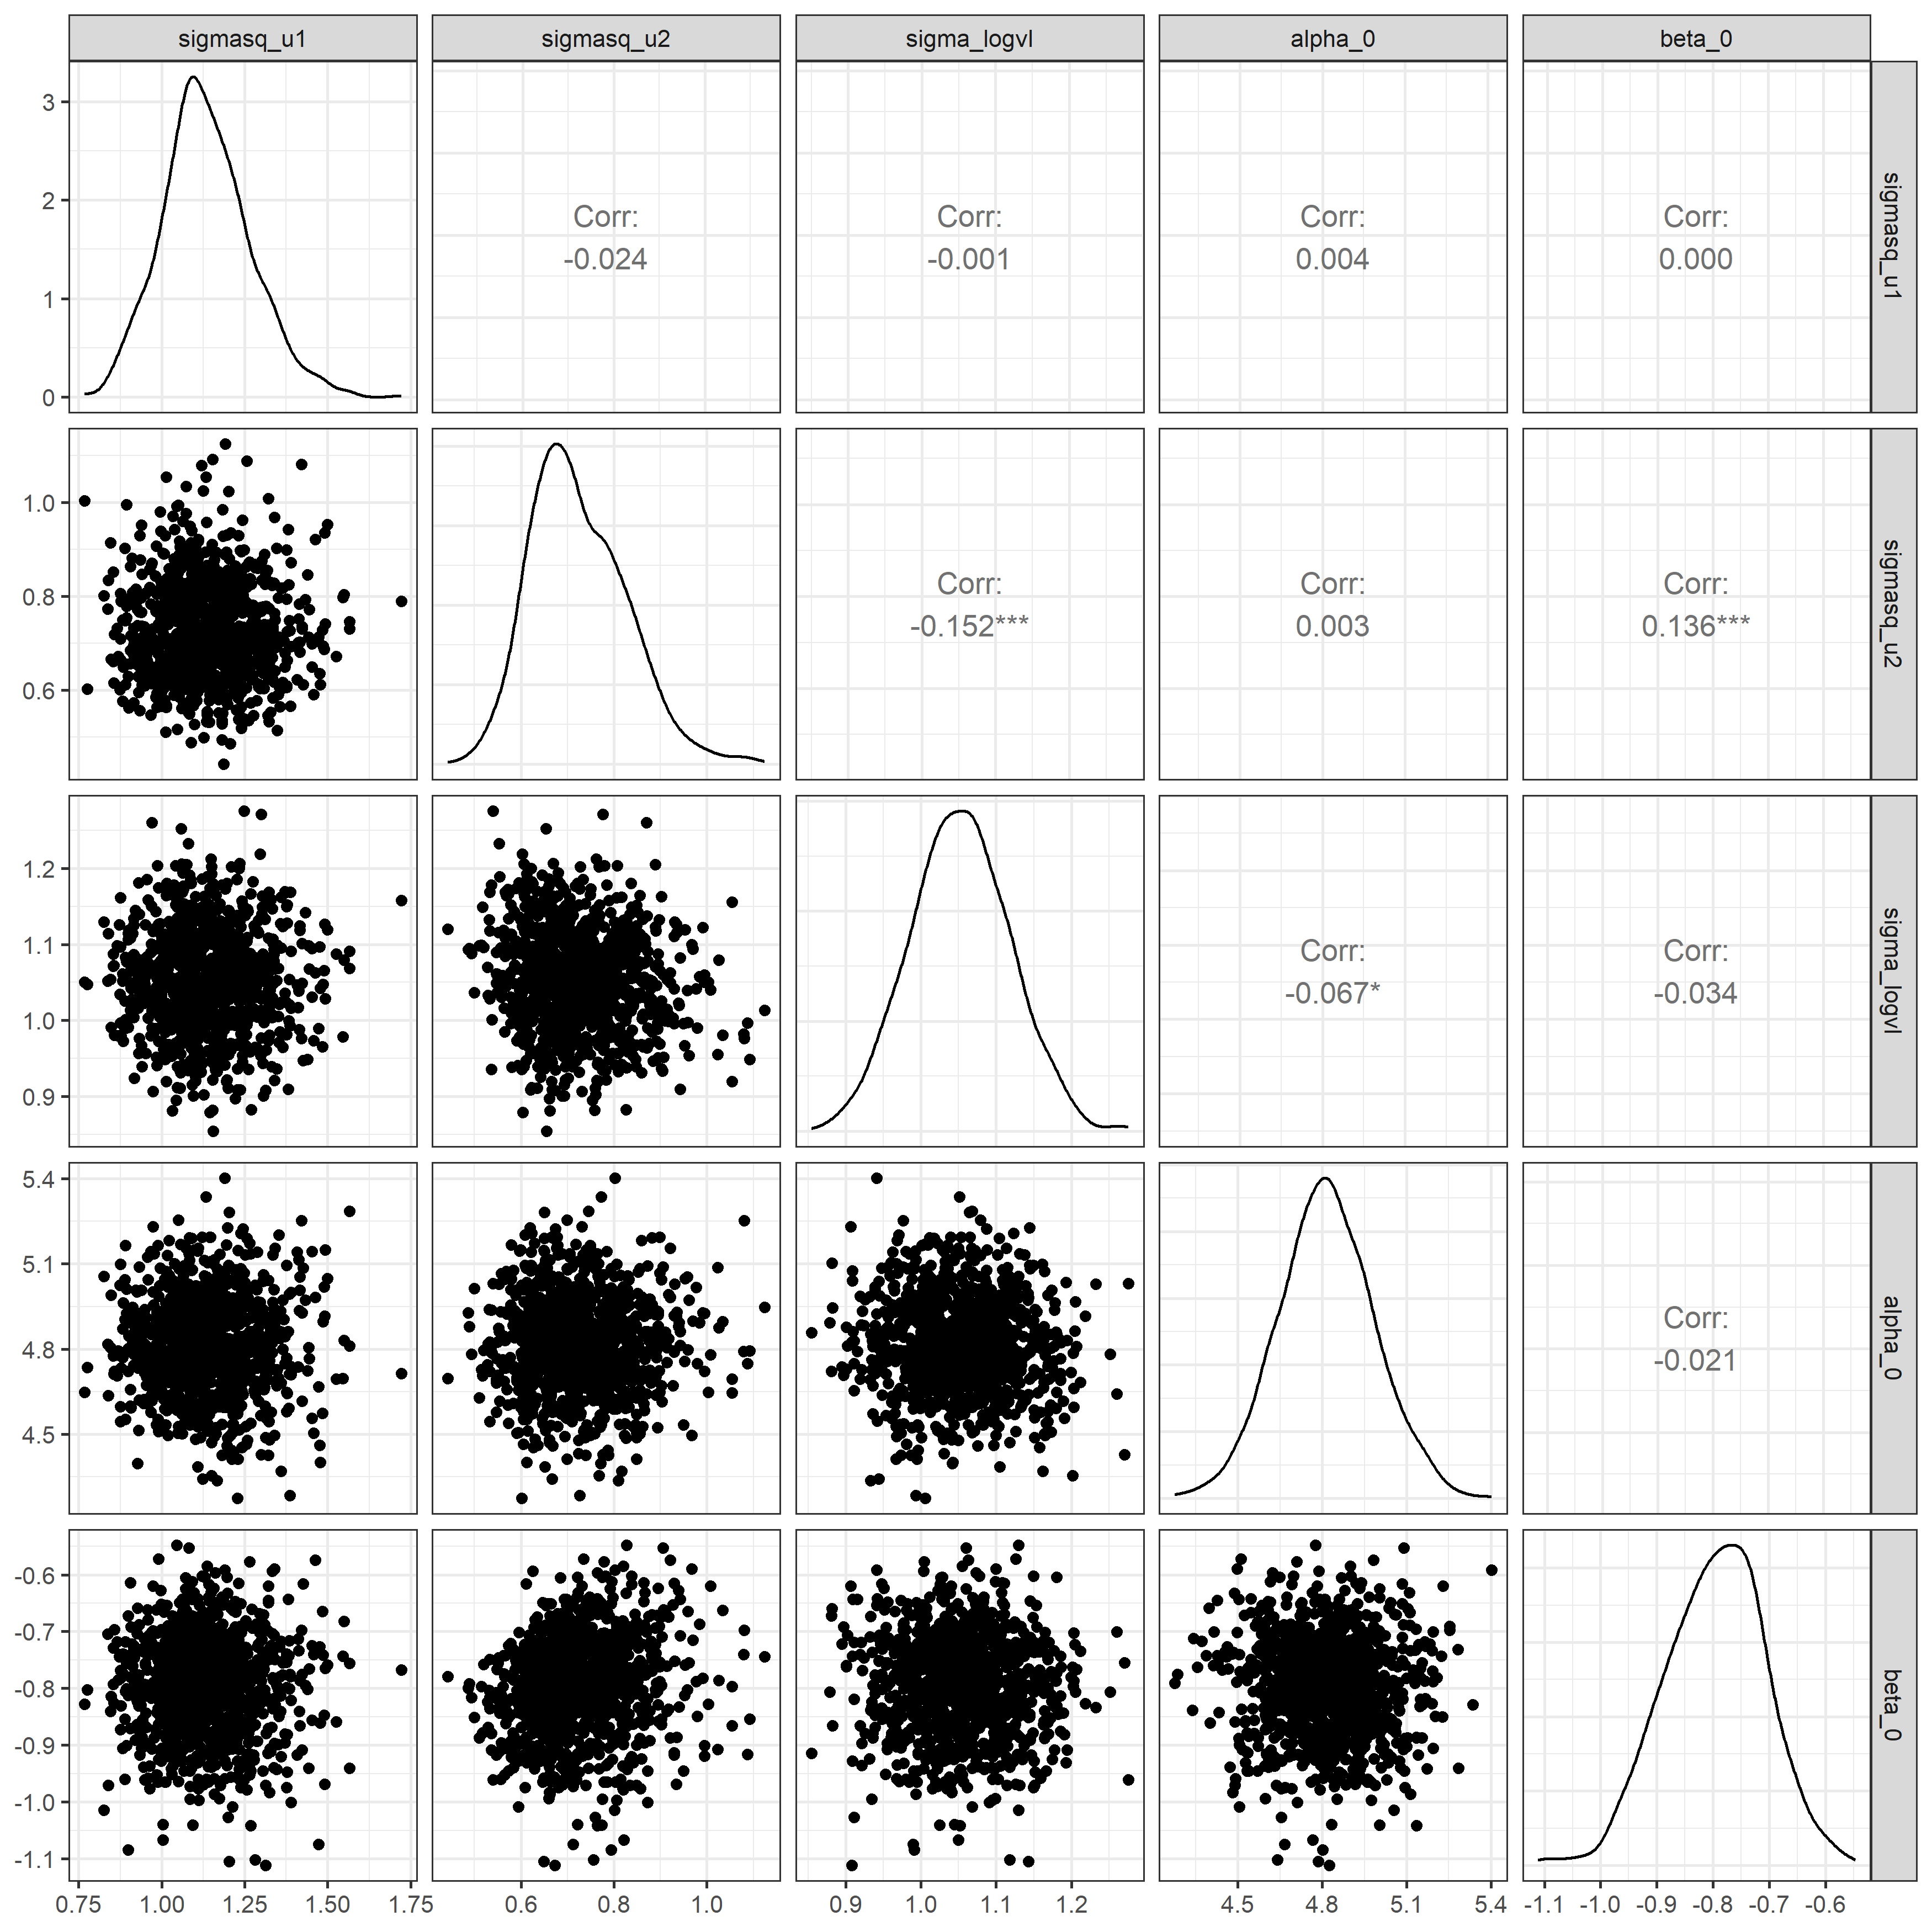 sigmasq_u1
sigmasq_u2
sigma_logvl
alpha_0
beta_0
3
2
1
0
Corr:
-0.024
Corr:
-0.001
Corr:
0.004
Corr:
0.000
sigmasq_u1
1.0
0.8
0.6
Corr:
-0.152***
Corr:
0.003
Corr:
0.136***
sigmasq_u2
1.2
1.1
1.0
0.9
Corr:
-0.067*
Corr:
-0.034
sigma_logvl
5.4
5.1
4.8
4.5
Corr:
-0.021
alpha_0
-0.6
-0.7
-0.8
-0.9
-1.0
-1.1
beta_0
0.75 1.00 1.25 1.50 1.75
0.6 0.8 1.0
0.9 1.0 1.1 1.2
4.5 4.8 5.1 5.4
-1.1 -1.0 -0.9 -0.8 -0.7 -0.6